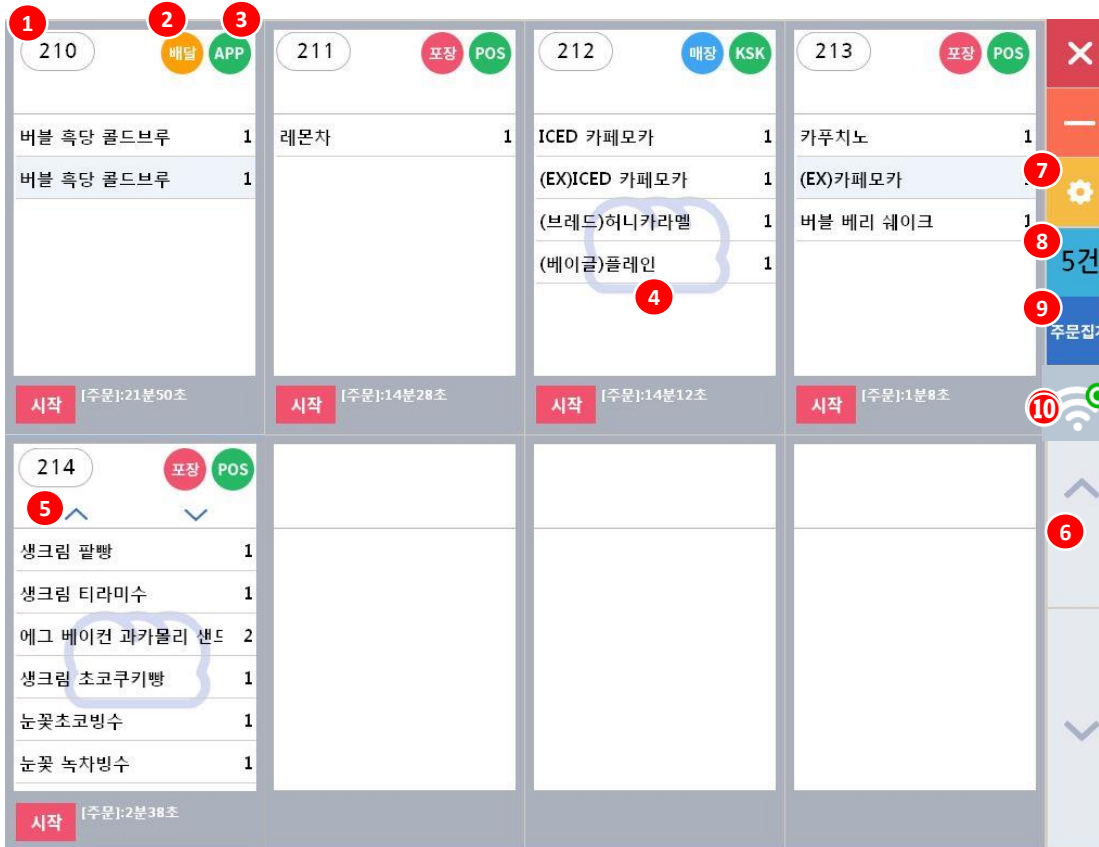 1 2 3
210 배달 APP
버블 흑당 콜드브루 1
버블 흑당 콜드브루 1
시작 [주문]:21분50초
211 포장 POS
레몬차 1
시작 [주문]:14분28초
212 매장 KSK
ICED 카페모카 1
(EX)ICED 카페모카 1
(브레드)허니카라멜 1
(베이글)플레인 1
4
시작 [주문]:14분12초
213 포장 POS
카푸치노 1
(EX)카페모카
버블 베리 쉐이크 1
시작 [주문]:1분8초
7
8
5건
9
주문집
10
214 포장 POS
5
생크림 팥빵 1
생크림 티라미수 1
에그 베이컨 과카몰리 샌드 2
생크림 초코쿠키빵 1
눈꽃초코빙수 1
눈꽃 녹차빙수 1
시작 [주문]:2분38초
6